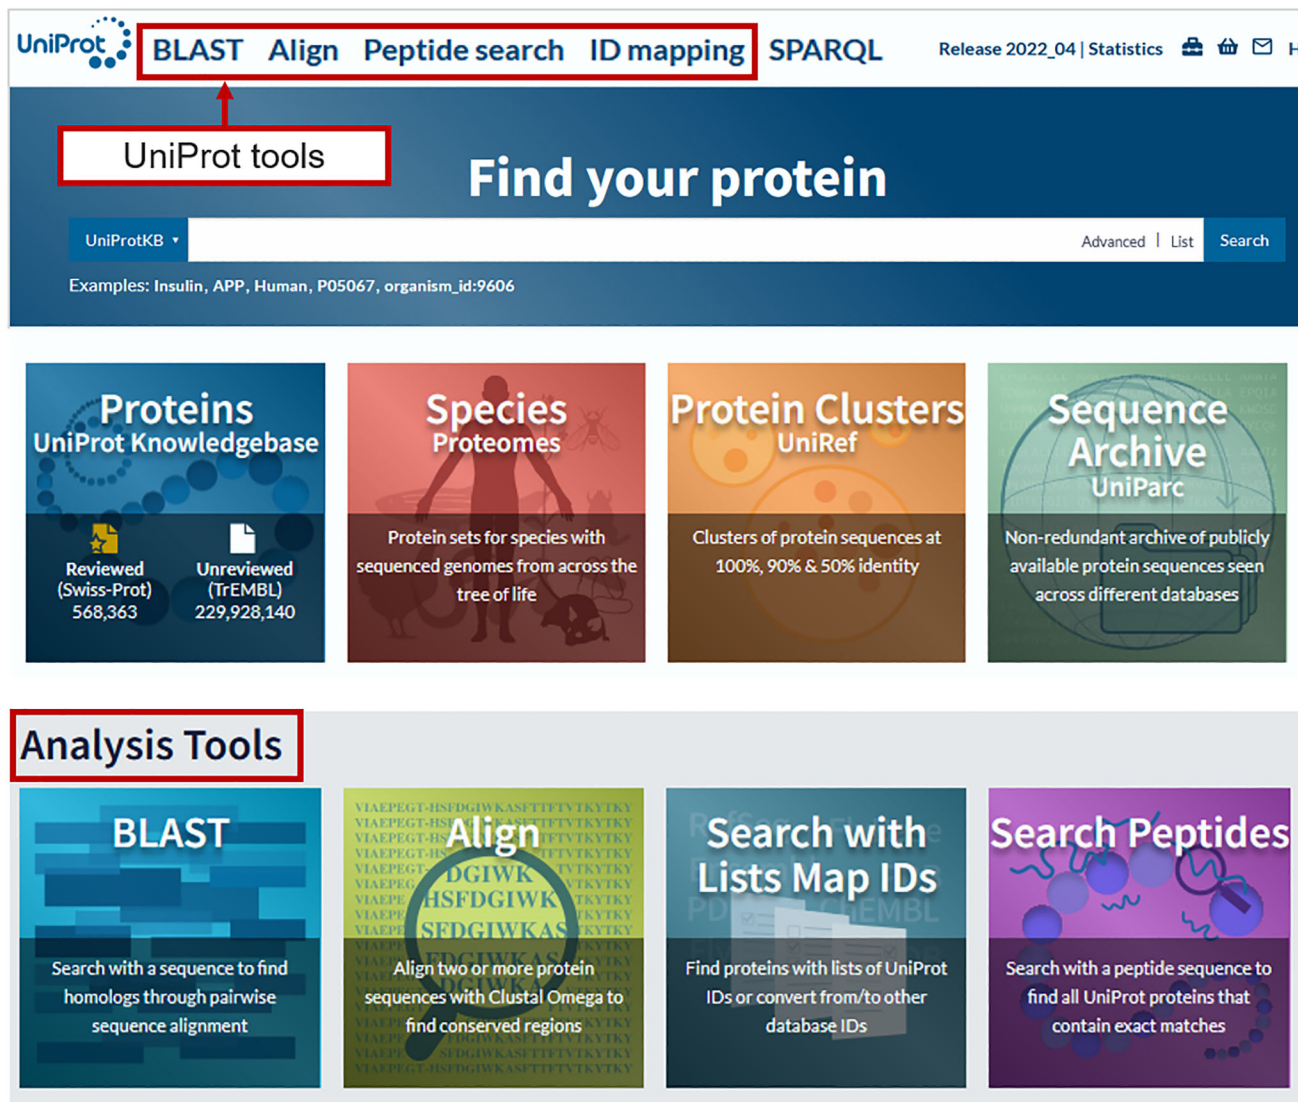 UniProt BLAST Align Peptide search ID mapping SPARQL Release 2022_04 | Statistics H
UniProt tools
Find your protein
UniProtKB Advanced | List Search
Examples: Insulin, APP, Human, P05067, organism_id:9606
Proteins
UniProt Knowledgebase
Reviewed
(Swiss-Prot)
568,363
Unreviewed
(TrEMBL)
229,928,140
Species
Proteomes
Protein sets for species with
sequenced genomes from across the
tree of life
Protein Clusters
UniRef
Clusters of protein sequences at
100%, 90% & 50% identity
Sequence
Archive
UniParc
Non-redundant archive of publicly
available protein sequences seen
across different databases
Analysis Tools
BLAST
Search with a sequence to find
homologs through pairwise
sequence alignment
Align
VIAEPEGT-HSFDGIWKASFTTFTVTKYTKY
DGIWK
HSFDGIWK
SFDGIWKAS
Align two or more protein
sequences with Clustal Omega to
find conserved regions
Search with
Lists Map IDs
ChEMBL
Find proteins with lists of UniProt
IDs or convert from/to other
database IDs
Search Peptides
Search with a peptide sequence to
find all UniProt proteins that
contain exact matches